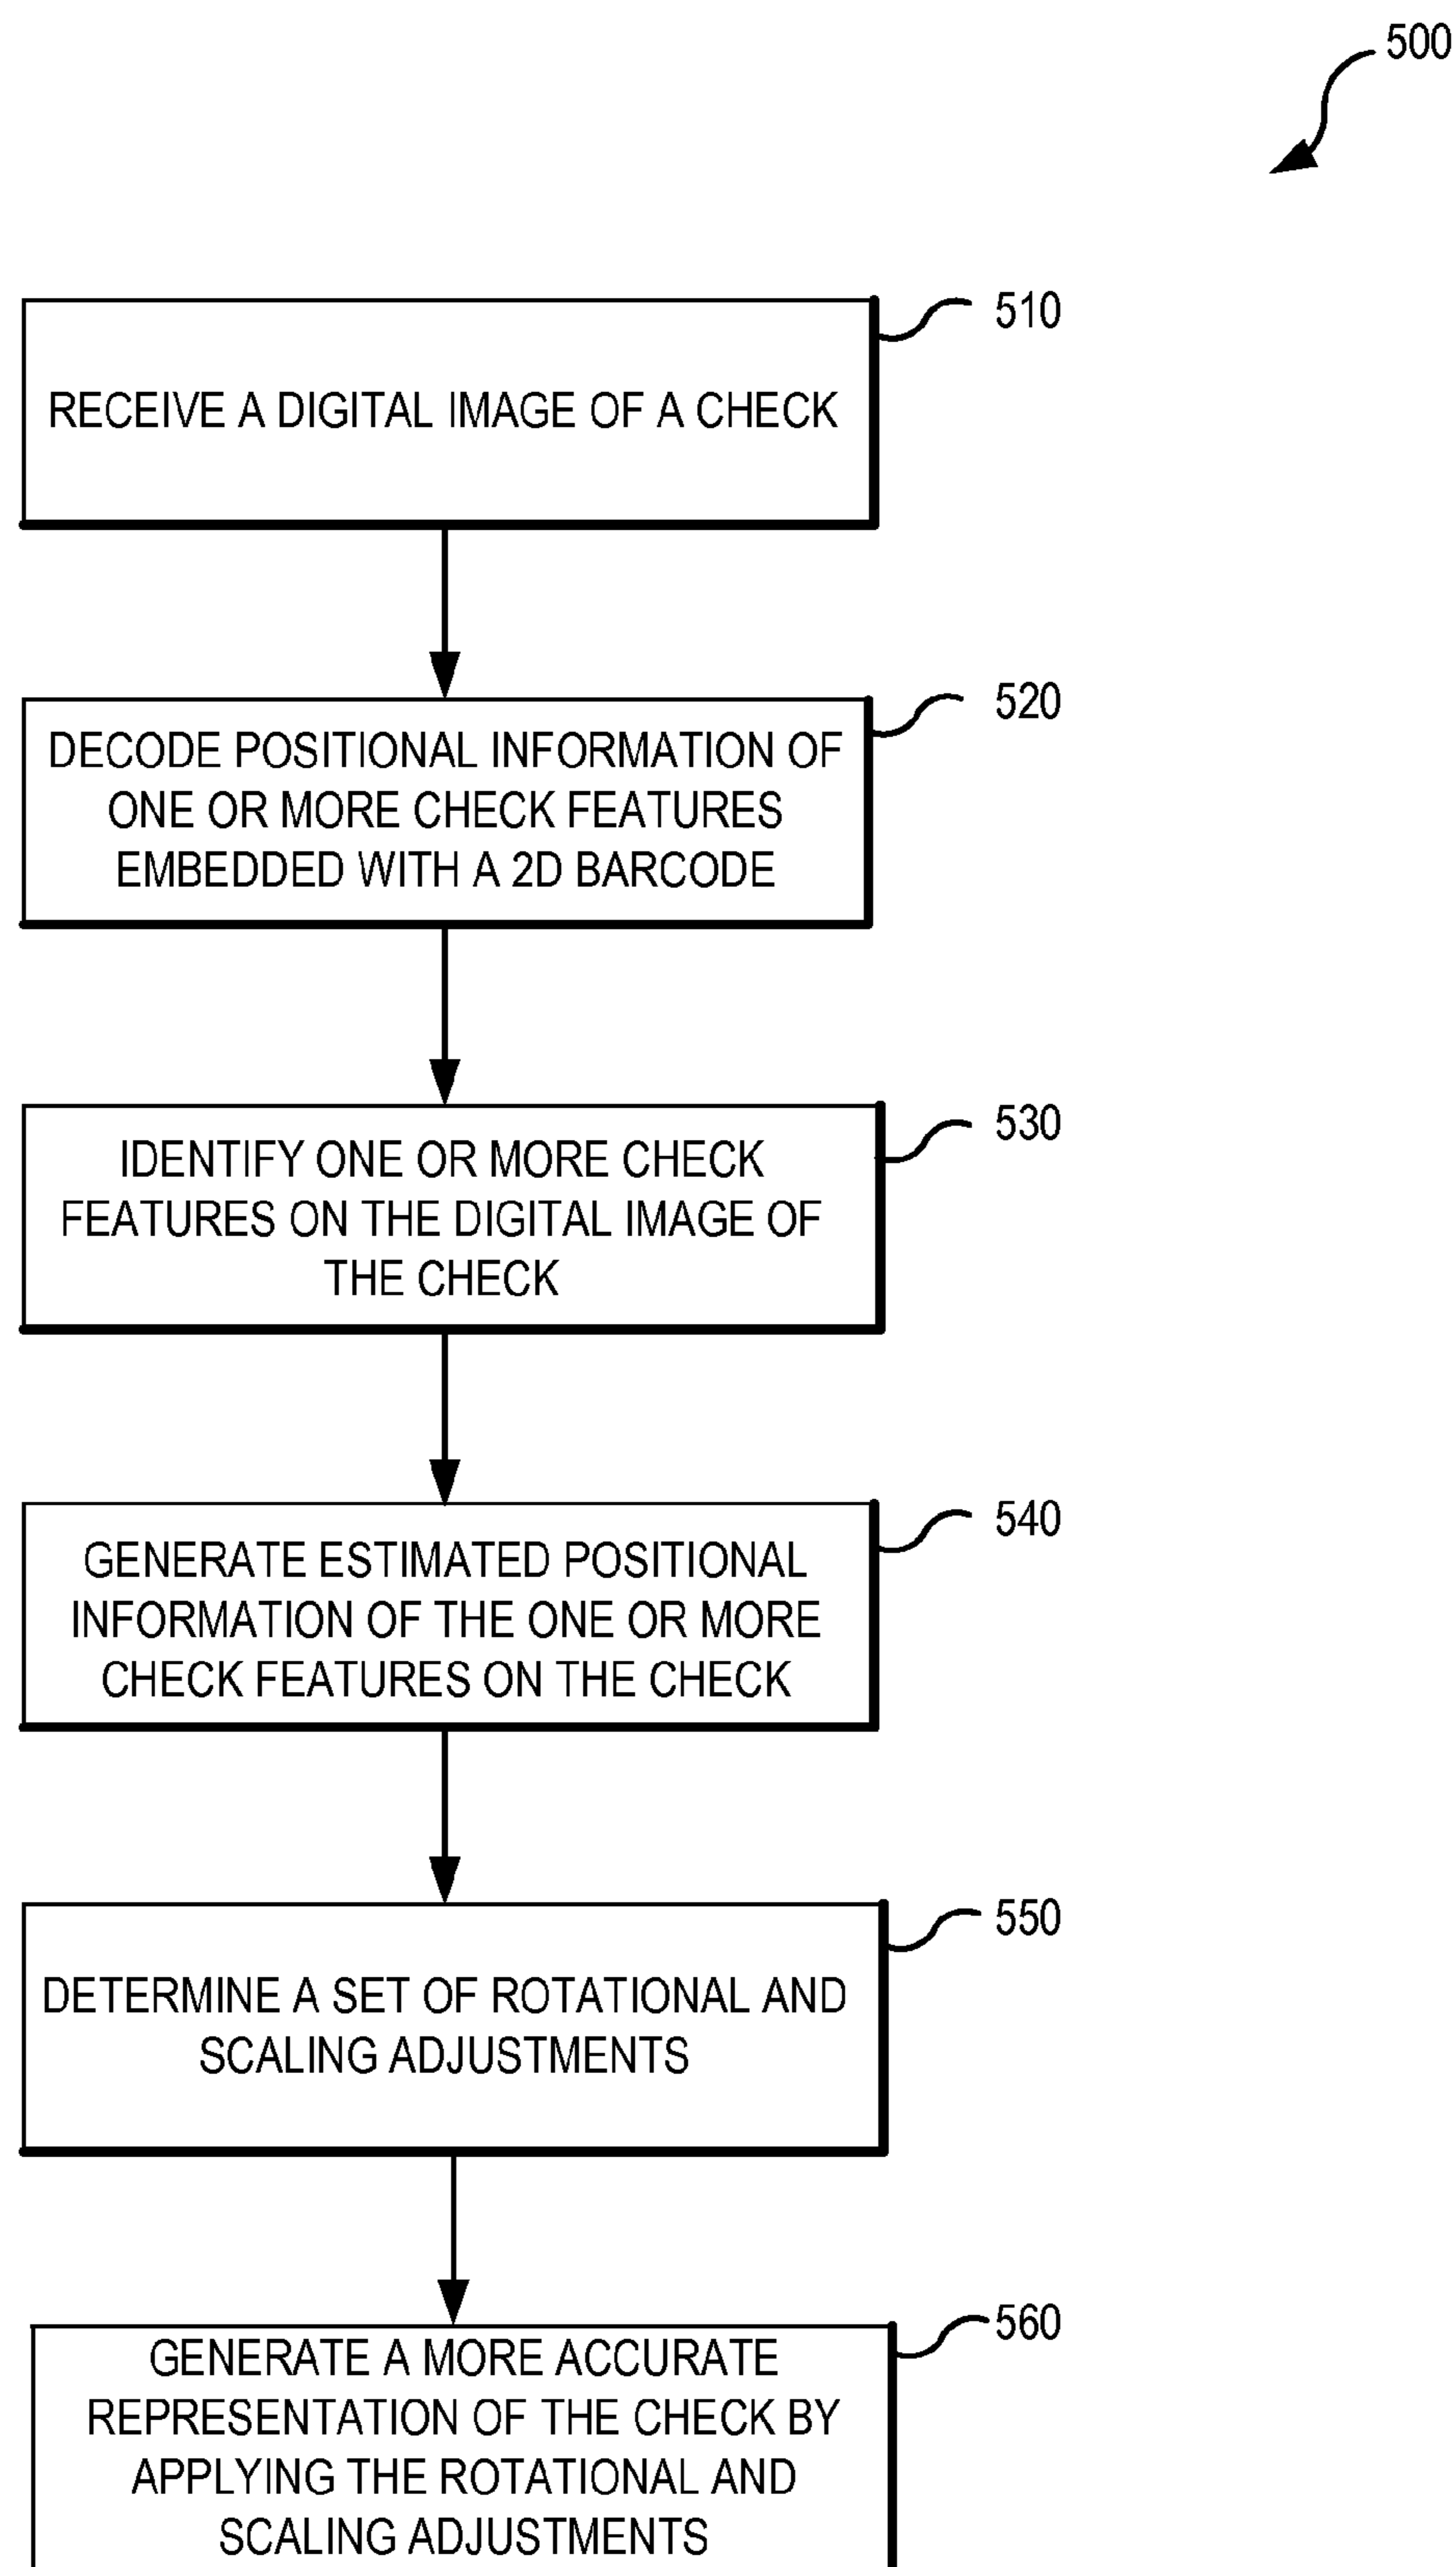 500
510
RECEIVE A DIGITAL IMAGE OF A CHECK
520
DECODE POSITIONAL INFORMATION OF
ONE OR MORE CHECK FEATURES
EMBEDDED WITH A 2D BARCODE
530
IDENTIFY ONE OR MORE CHECK
FEATURES ON THE DIGITAL IMAGE OF
THE CHECK
540
GENERATE ESTIMATED POSITIONAL
INFORMATION OF THE ONE OR MORE
CHECK FEATURES ON THE CHECK
550
DETERMINE A SET OF ROTATIONAL AND
SCALING ADJUSTMENTS
560
GENERATE A MORE ACCURATE
REPRESENTATION OF THE CHECK BY
APPLYING THE ROTATIONAL AND
SCALING ADJUSTMENTS